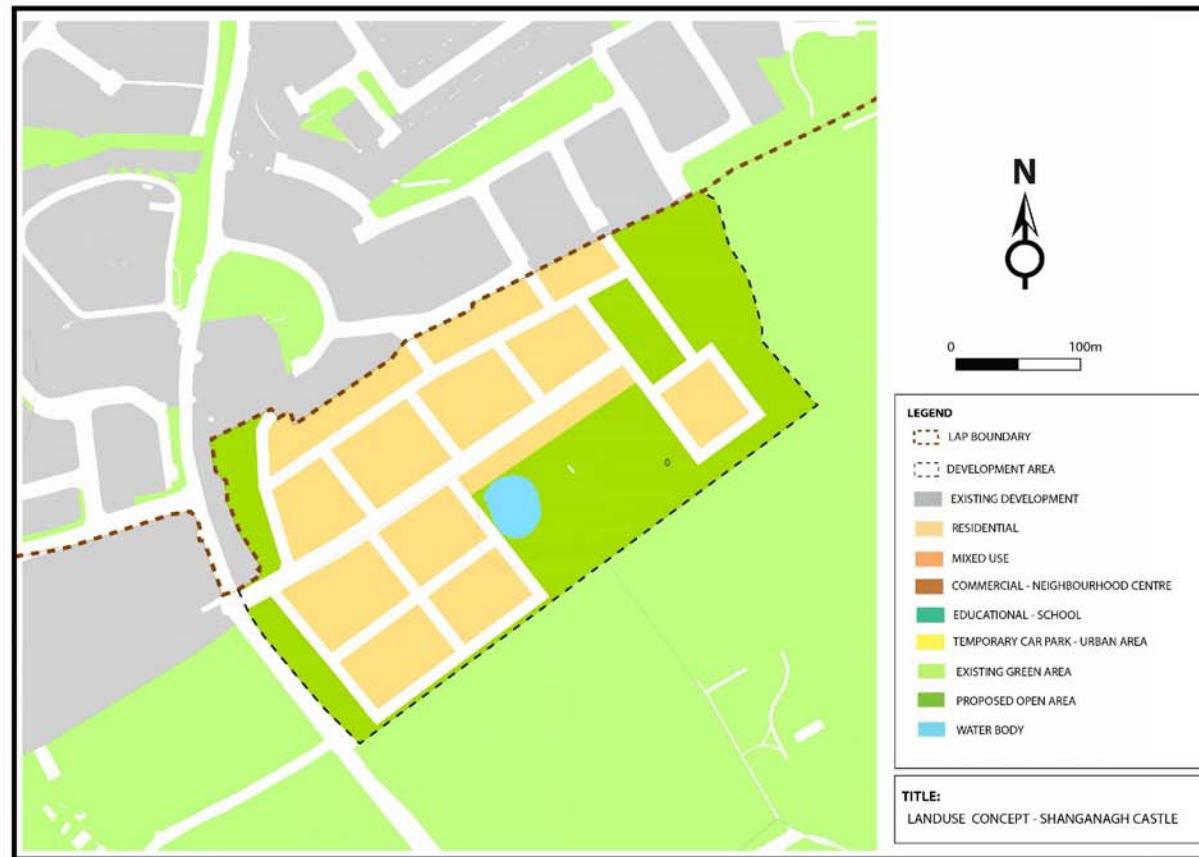 N
0 100m
0
LEGEND
LAP BOUNDARY
DEVELOPMENT AREA
EXISTING DEVELOPMENT
RESIDENTIAL
MIXED USE
COMMERCIAL - NEIGHBOURHOOD CENTRE
EDUCATIONAL - SCHOOL
TEMPORARY CAR PARK - URBAN AREA
EXISTING GREEN AREA
PROPOSED OPEN AREA
WATER BODY
TITLE:
LANDUSE CONCEPT - SHANGANAGH CASTLE